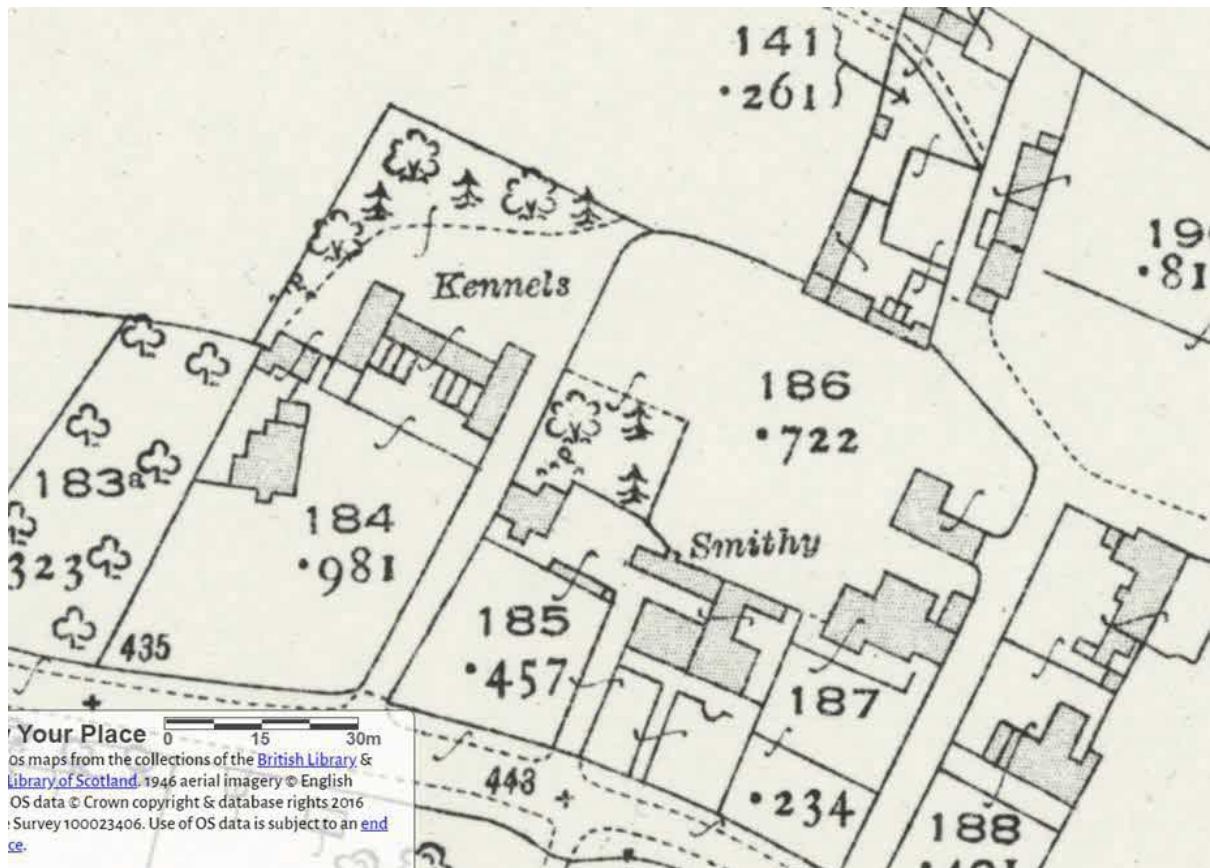 141
·261
Kennels
19
·81
186
·722
183a
323
184
·981
Smithy
185
·457
187
435
443
·234
188
Your Place
0 15 30m
os maps from the collections of the British Library &
Library of Scotland. 1946 aerial imagery © English
OS data © Crown copyright & database rights 2016
Survey 100023406. Use of OS data is subject to an end
ce.